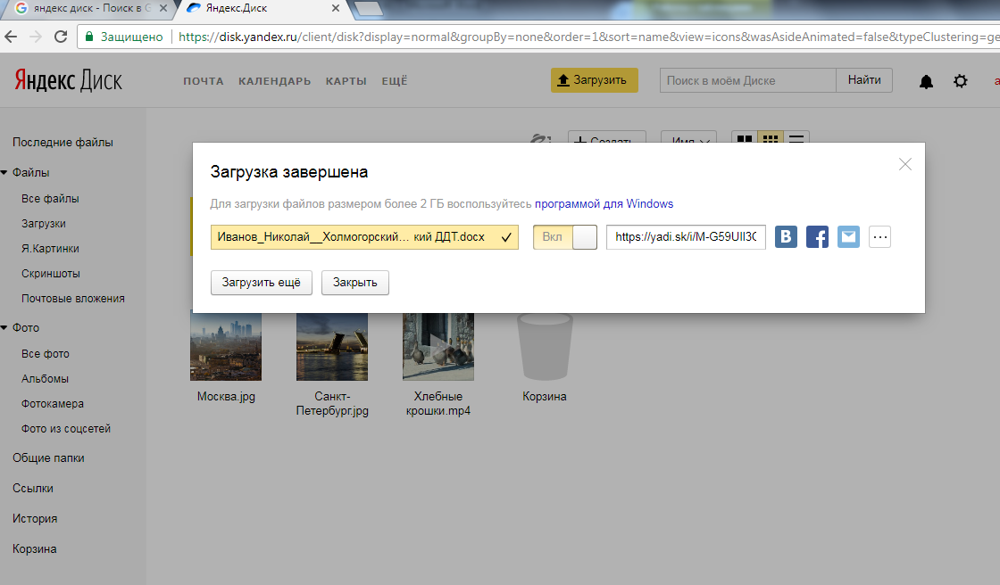 яндекс диск - Поиск в G
Яндекс.Диск
Защищено
https://disk.yandex.ru/client/disk?display=normal&groupBy=none&order=1&sort=name&view=icons&wasAsideAnimated=false&typeClustering=ge
Яндекс Диск
ПОЧТА КАЛЕНДАРЬ КАРТЫ ЕЩЁ
Загрузить
Поиск в моём Диске
Найти
а
Последние файлы
Файлы
Все файлы
Загрузки
Я.Картинки
Скриншоты
Почтовые вложения
Фото
Все фото
Альбомы
Фотокамера
Фото из соцсетей
Общие папки
Ссылки
История
Корзина
Создать
Имя
Загрузка завершена
Для загрузки файлов размером более 2 ГБ воспользуйтесь программой для Windows
Иванов_Николай__Холмогорский... кий ДДТ.docx
Вкл
https://yadi.sk/i/M-G59UII3
Загрузить ещё
Закрыть
Москва.jpg
Санкт-
Петербург.jpg
Хлебные
крошки.mp4
Корзина